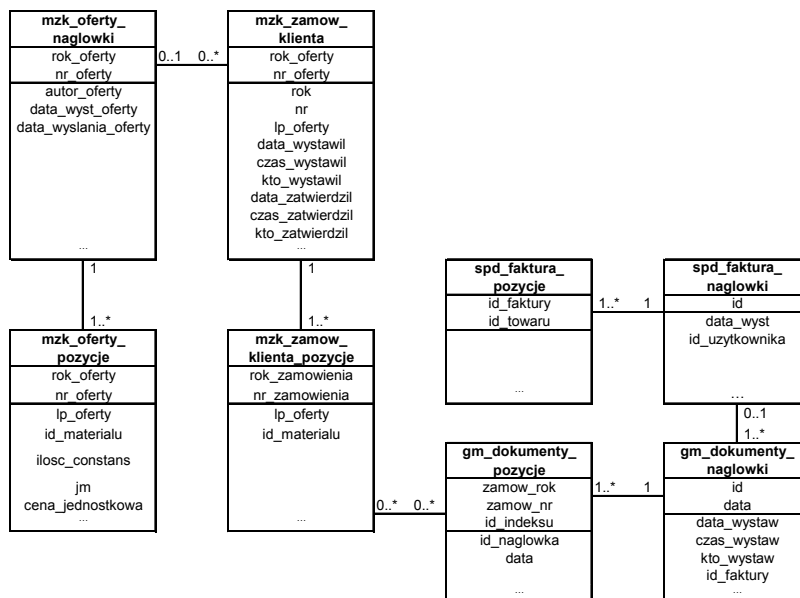 mzk_oferty_
naglowki
rok_oferty
nr_oferty
autor_oferty
data_wyst_oferty
data_wyslania_oferty
...
0..1
0..*
mzk_zamow_
klienta
rok_oferty
nr_oferty
rok
nr
lp_oferty
data_wystawil
czas_wystawil
kto_wystawil
data_zatwierdzil
czas_zatwierdzil
kto_zatwierdzil
...
1
1..*
1
1..*
mzk_oferty_
pozycje
rok_oferty
nr_oferty
lp_oferty
id_materialu
ilosc_constans
jm
cena_jednostkowa
...
mzk_zamow_
klienta_pozycje
rok_zamowienia
nr_zamowienia
lp_oferty
id_materialu
...
0..*
0..*
spd_faktura_
pozycje
id_faktury
id_towaru
...
1..*
1
spd_faktura_
naglowki
id
data_wyst
id_uzytkownika
...
0..1
1..*
gm_dokumenty_
pozycje
zamow_rok
zamow_nr
id_indeksu
id_naglowka
data
...
1..*
1
gm_dokumenty_
naglowki
id
data
data_wystaw
czas_wystaw
kto_wystaw
id_faktury
...